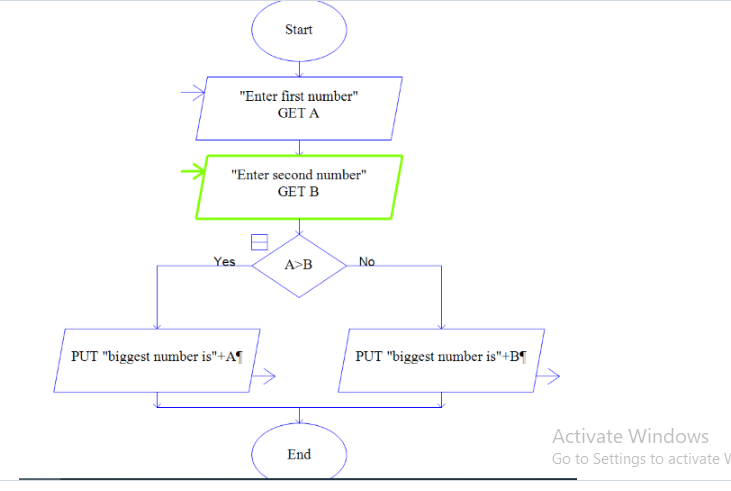 Start
"Enter first number"
GET A
"Enter second number"
GET B
Yes
A>B
No
PUT "biggest number is"+A¶
PUT "biggest number is"+B¶
End
Activate Windows
Go to Settings to activate W